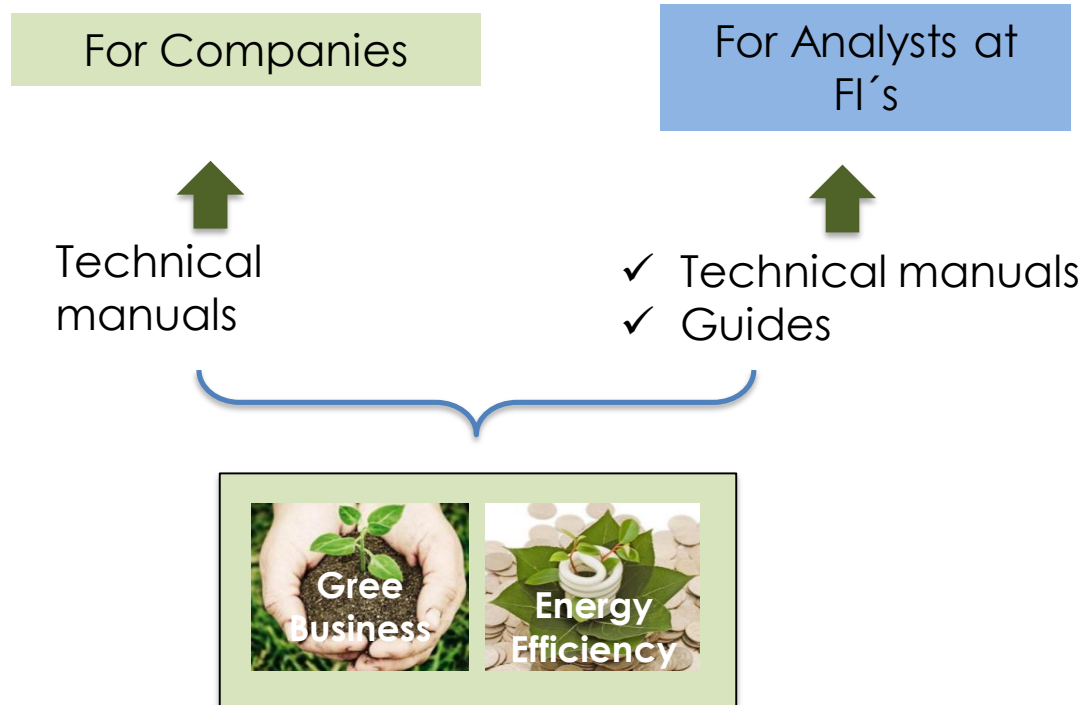 For Companies
For Analysts at
FI´s
Technical
manuals
✓ Technical manuals
✓ Guides
Gree
Business
Energy
Efficiency